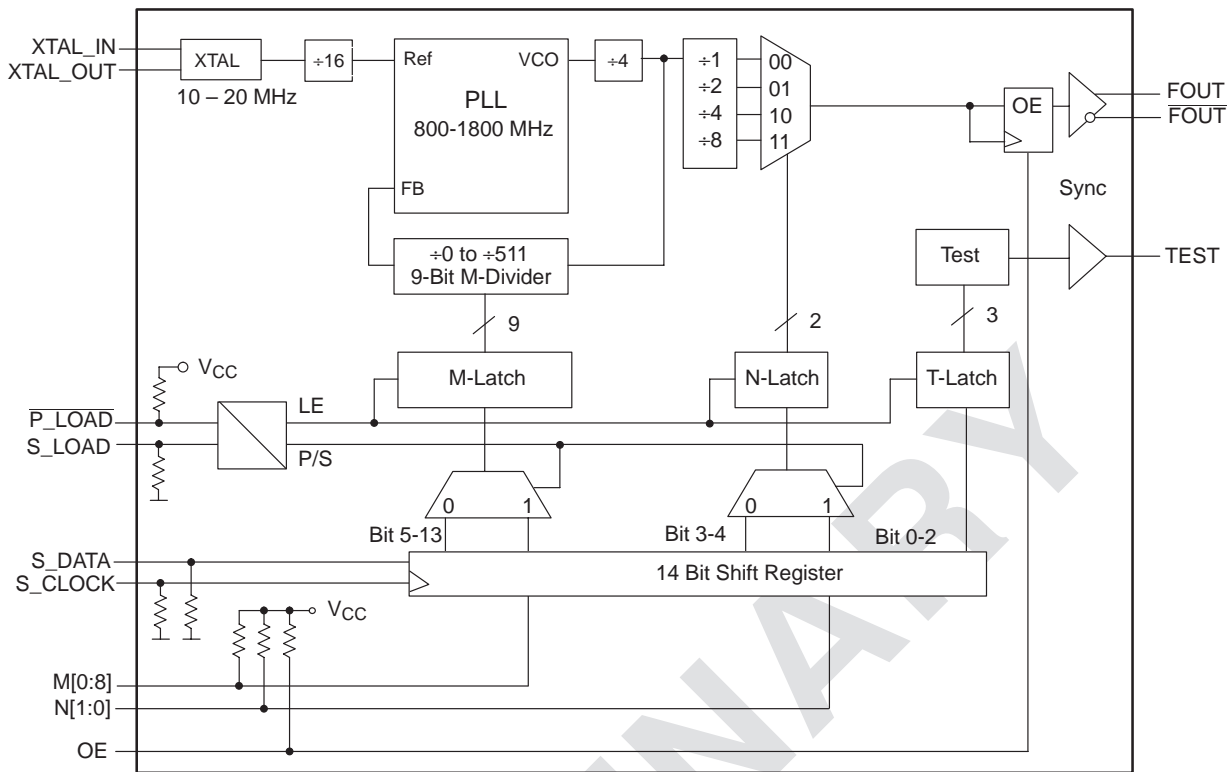 XTAL_IN
XTAL_OUT
XTAL
10 – 20 MHz
÷16
Ref
VCO
PLL
800-1800 MHz
FB
÷4
÷1
÷2
÷4
÷8
00
01
10
11
OE
FOUT
FOUT
Sync
÷0 to ÷511
9-Bit M-Divider
Test
TEST
9
2
3
VCC
M-Latch
N-Latch
T-Latch
P_LOAD
S_LOAD
LE
P/S
0 1
0 1
Bit 5-13
Bit 3-4
Bit 0-2
S_DATA
S_CLOCK
14 Bit Shift Register
VCC
M[0:8]
N[1:0]
OE
NARY